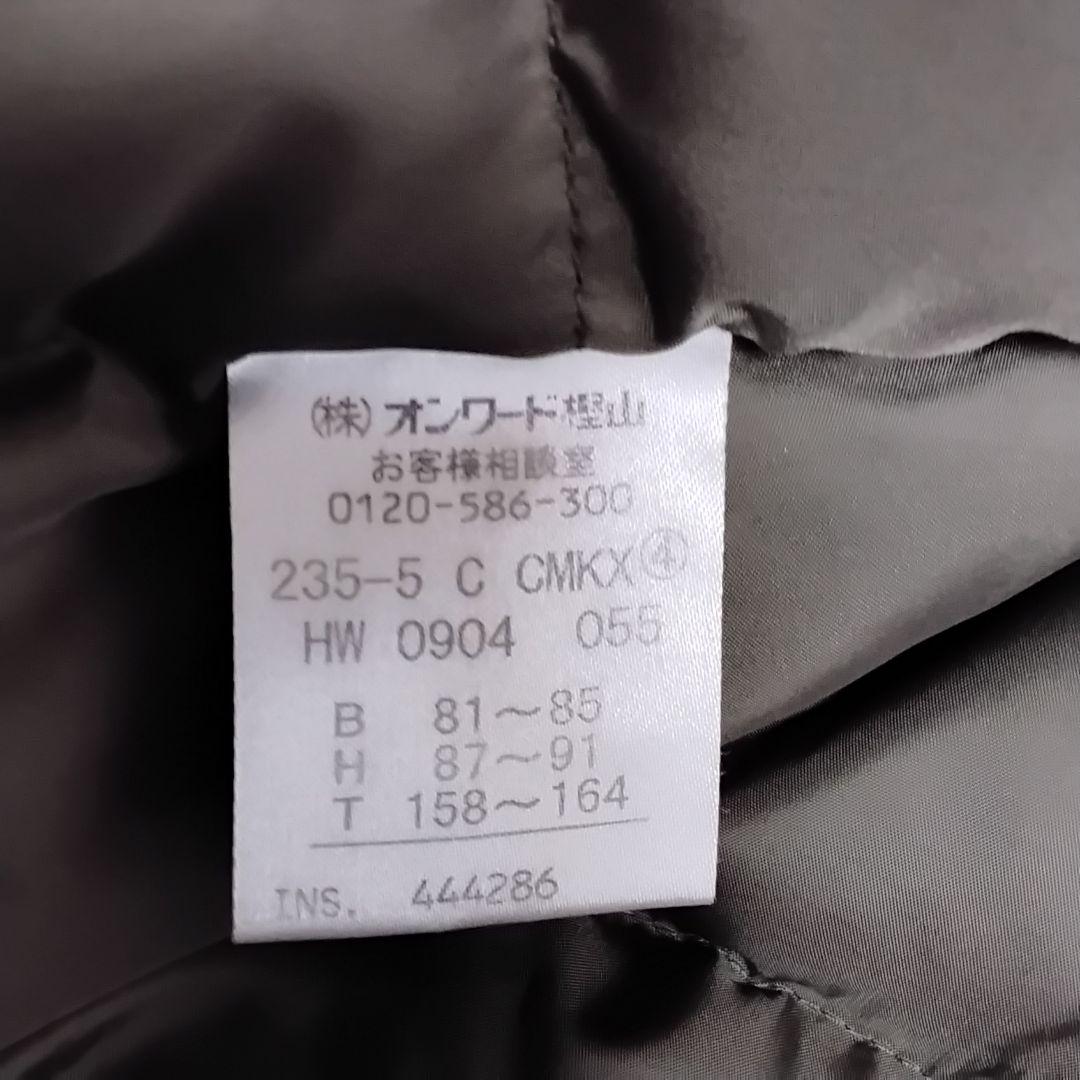 (株)オンワード樫山
お客様相談室
0120-586-300
235-5 C CMKX④
HW 0904 055
B 81～85
H 87～91
T 158～164
INS. 444286